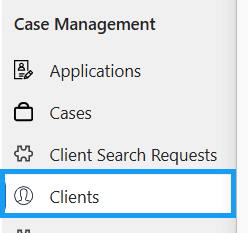 Case Management
Applications
Cases
Client Search Requests
Clients